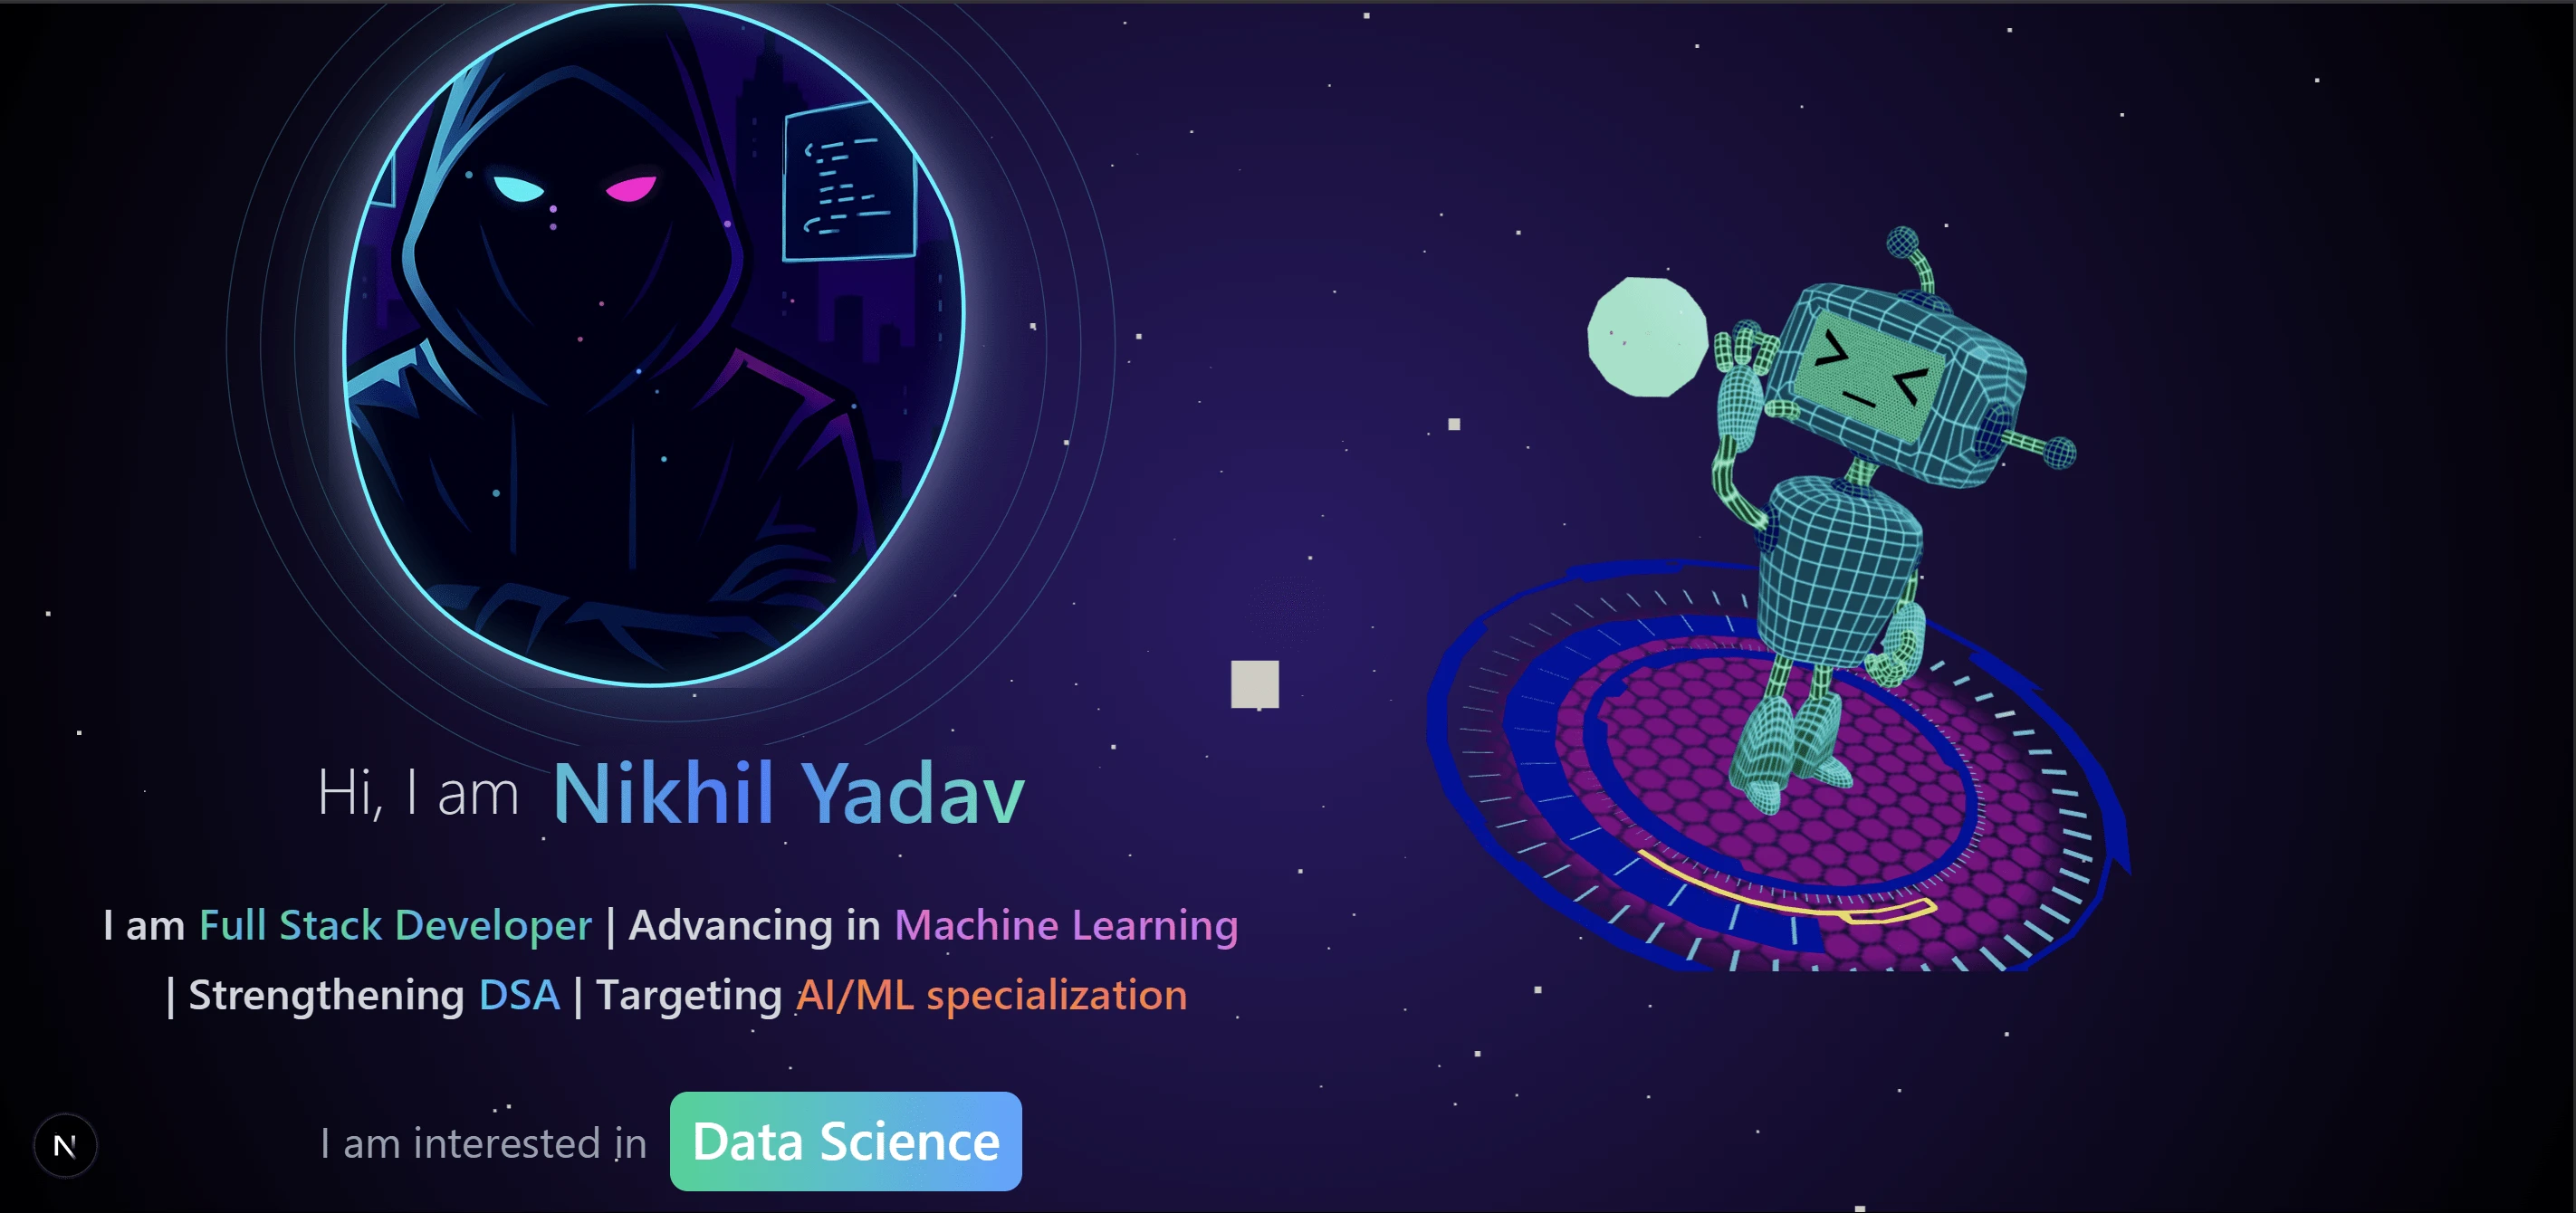 Hi, I am Nikhil Yadav
I am Full Stack Developer | Advancing in Machine Learning
| Strengthening DSA | Targeting AI/ML specialization
I am interested in Data Science
N